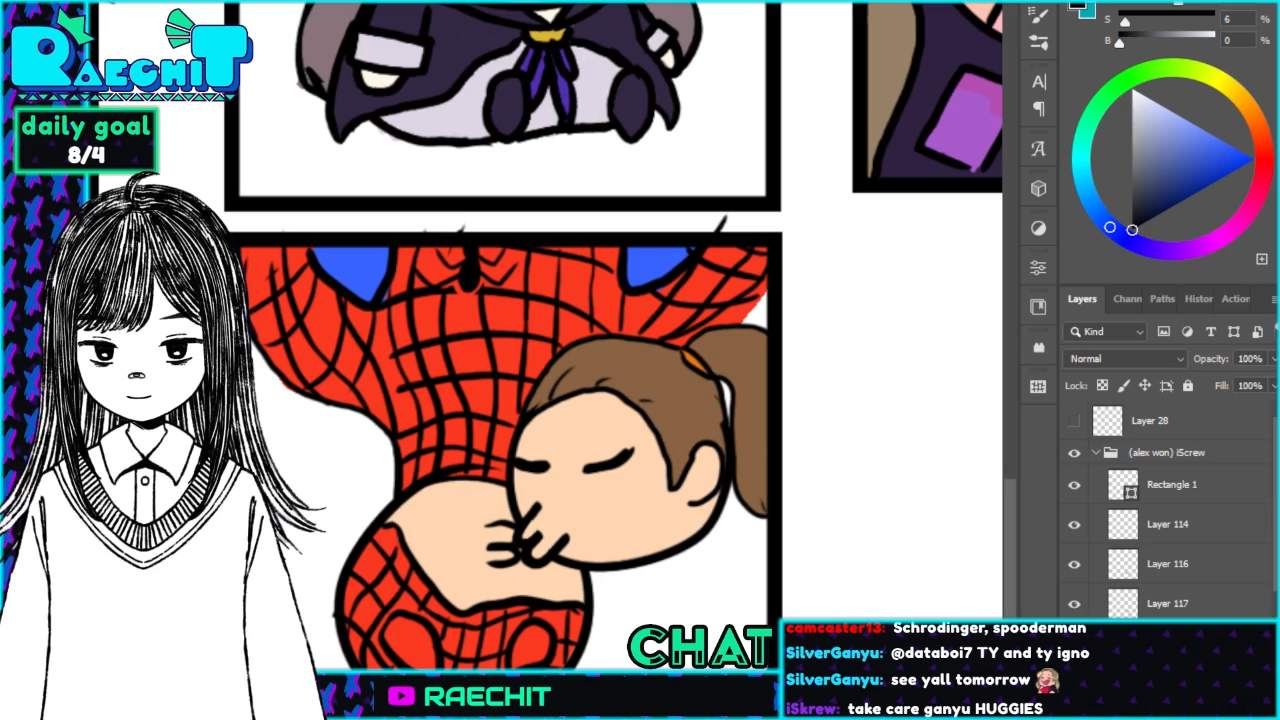 RAECHIT
daily goal
8/4
S 6 %
B 0 %
Layers Chann Paths Histor Action
Kind
Normal Opacity: 100%
Lock: Fill: 100%
Layer 28
(alex won) iScrew
Rectangle 1
Layer 114
Layer 116
Layer 117
CHAT
camcaster13: Schrodinger, spooderman
SilverGanyu: @databoi7 TY and ty igno
SilverGanyu: see yall tomorrow
iSkrew: take care ganyu HUGGIES
RAECHIT